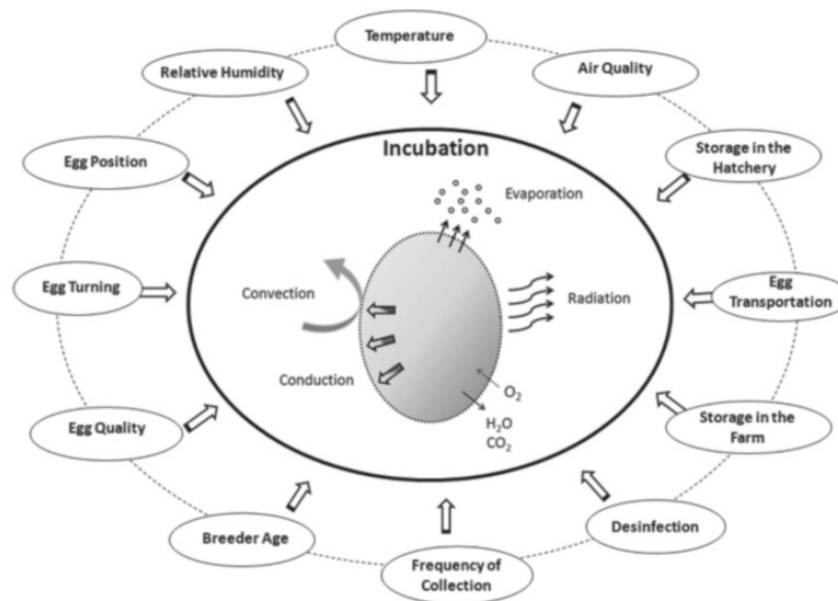 Temperature
Relative Humidity
Air Quality
Incubation
Egg Position
Storage in the
Hatchery
Evaporation
Egg Turning
Convection
Radiation
Egg
Transportation
Conduction
O₂
H₂O
CO₂
Egg Quality
Storage in the
Farm
Breeder Age
Desinfection
Frequency of
Collection